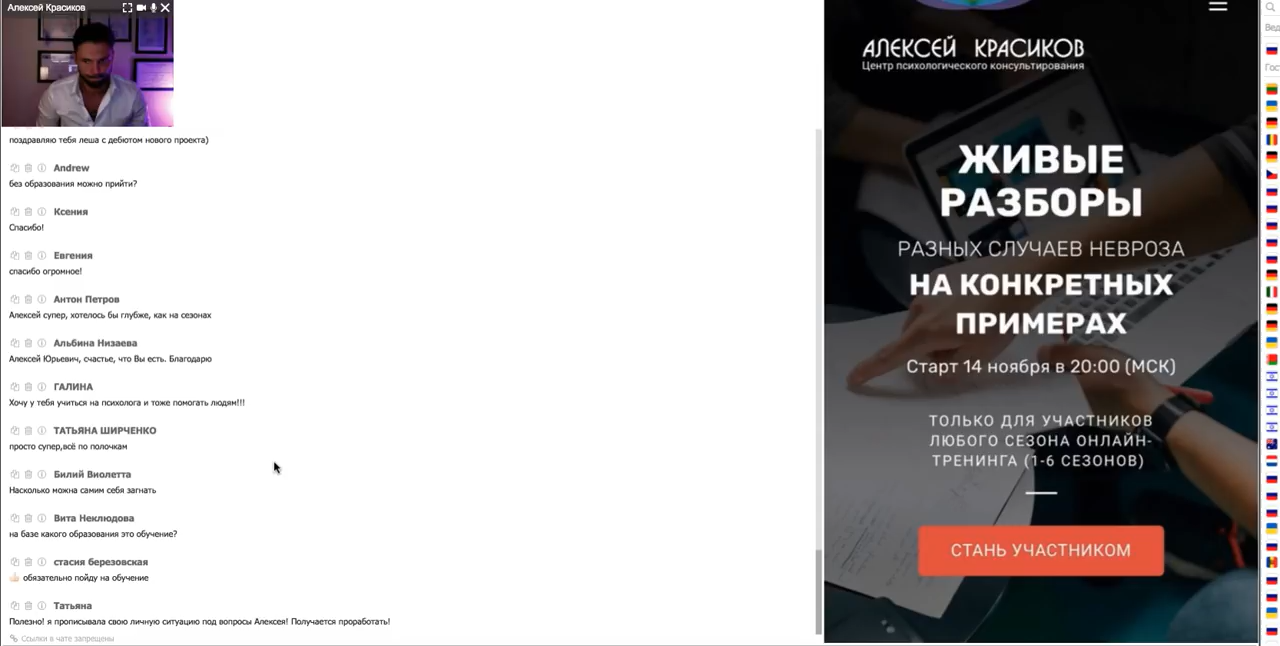 Алексей Красиков
поздравляю тебя леша с дебютом нового проекта)
Andrew
без образования можно прийти?
Ксения
Спасибо!
Евгения
спасибо огромное!
Антон Петров
Алексей супер, хотелось бы глубже, как на сезонах
Альбина Низаева
Алексей Юрьевич, счастье, что Вы есть. Благодарю
ГАЛИНА
Хочу у тебя учиться на психолога и тоже помогать людям!!!
ТАТЬЯНА ШИРЧЕНКО
просто супер,всё по полочкам
Билий Виолетта
Насколько можна самим себя загнать
Вита Неклюдова
на базе какого образования это обучение?
стасия березовская
👍🏻 обязательно пойду на обучение
Татьяна
Полезно! я прописывала свою личную ситуацию под вопросы Алексея! Получается проработать!
Ссылки в чате запрещены
АЛЕКСЕЙ КРАСИКОВ
Центр психологического консультирования
ЖИВЫЕ
РАЗБОРЫ
РАЗНЫХ СЛУЧАЕВ НЕВРОЗА
НА КОНКРЕТНЫХ
ПРИМЕРАХ
Старт 14 ноября в 20:00 (МСК)
ТОЛЬКО ДЛЯ УЧАСТНИКОВ
ЛЮБОГО СЕЗОНА ОНЛАЙН-
ТРЕНИНГА (1-6 СЕЗОНОВ)
СТАНЬ УЧАСТНИКОМ
Вед
Гос